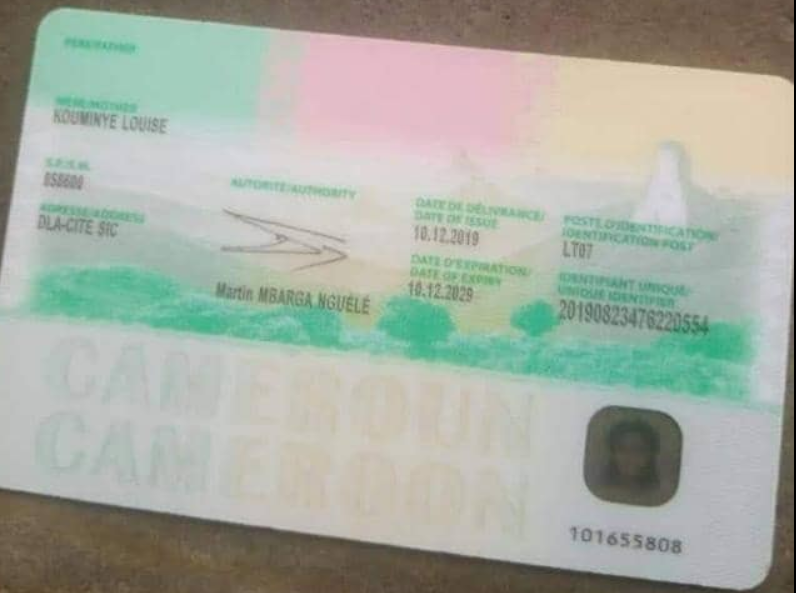 PERE/FATHER
MERE/MOTHER
KOUMINYE LOUISE
S.P./S.M.
058600
ADRESSE/ADDRESS
DLA-CITE SIC
AUTORITE/AUTHORITY
Martin MBARGA NGUÉLÉ
DATE DE DÉLIVRANCE/
DATE OF ISSUE
10.12.2019
DATE D'EXPIRATION/
DATE OF EXPIRY
10.12.2029
POSTE D'IDENTIFICATION/
IDENTIFICATION POST
LT07
IDENTIFIANT UNIQUE/
UNIQUE IDENTIFIER
20190823476220554
CAMEROUN
CAMEROON
101655808